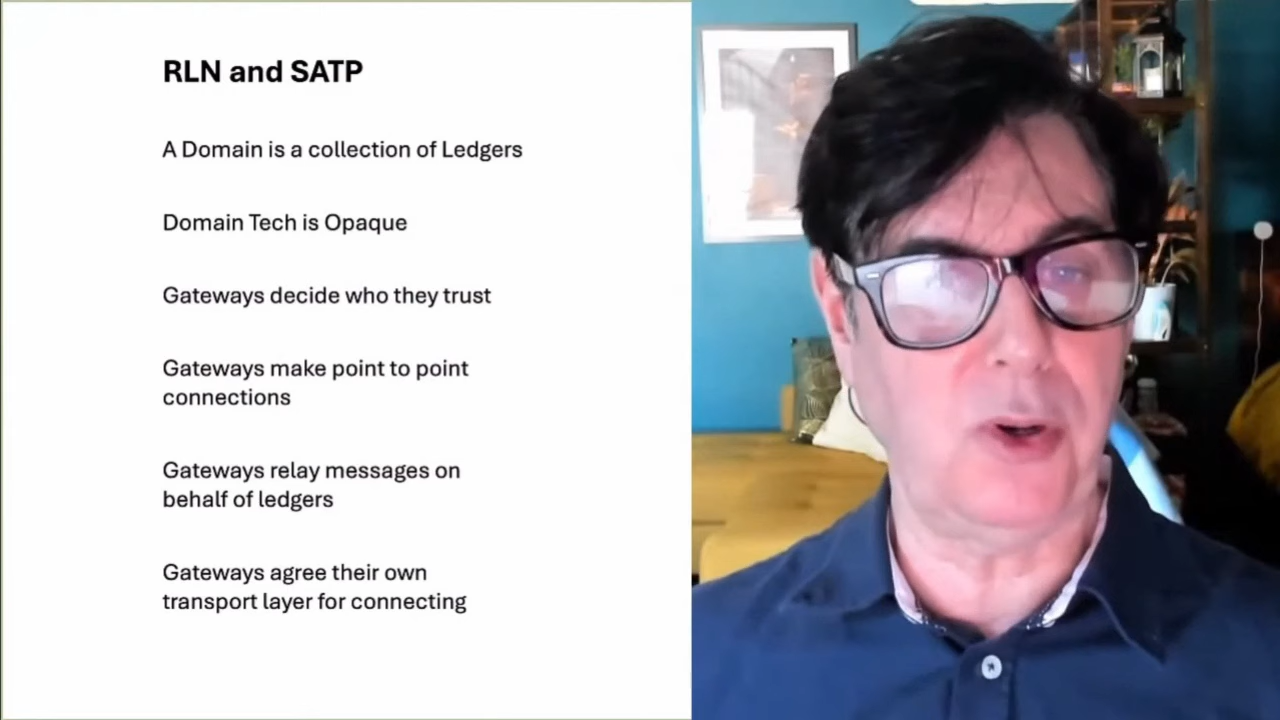 RLN and SATP
A Domain is a collection of Ledgers
Domain Tech is Opaque
Gateways decide who they trust
Gateways make point to point
connections
Gateways relay messages on
behalf of ledgers
Gateways agree their own
transport layer for connecting